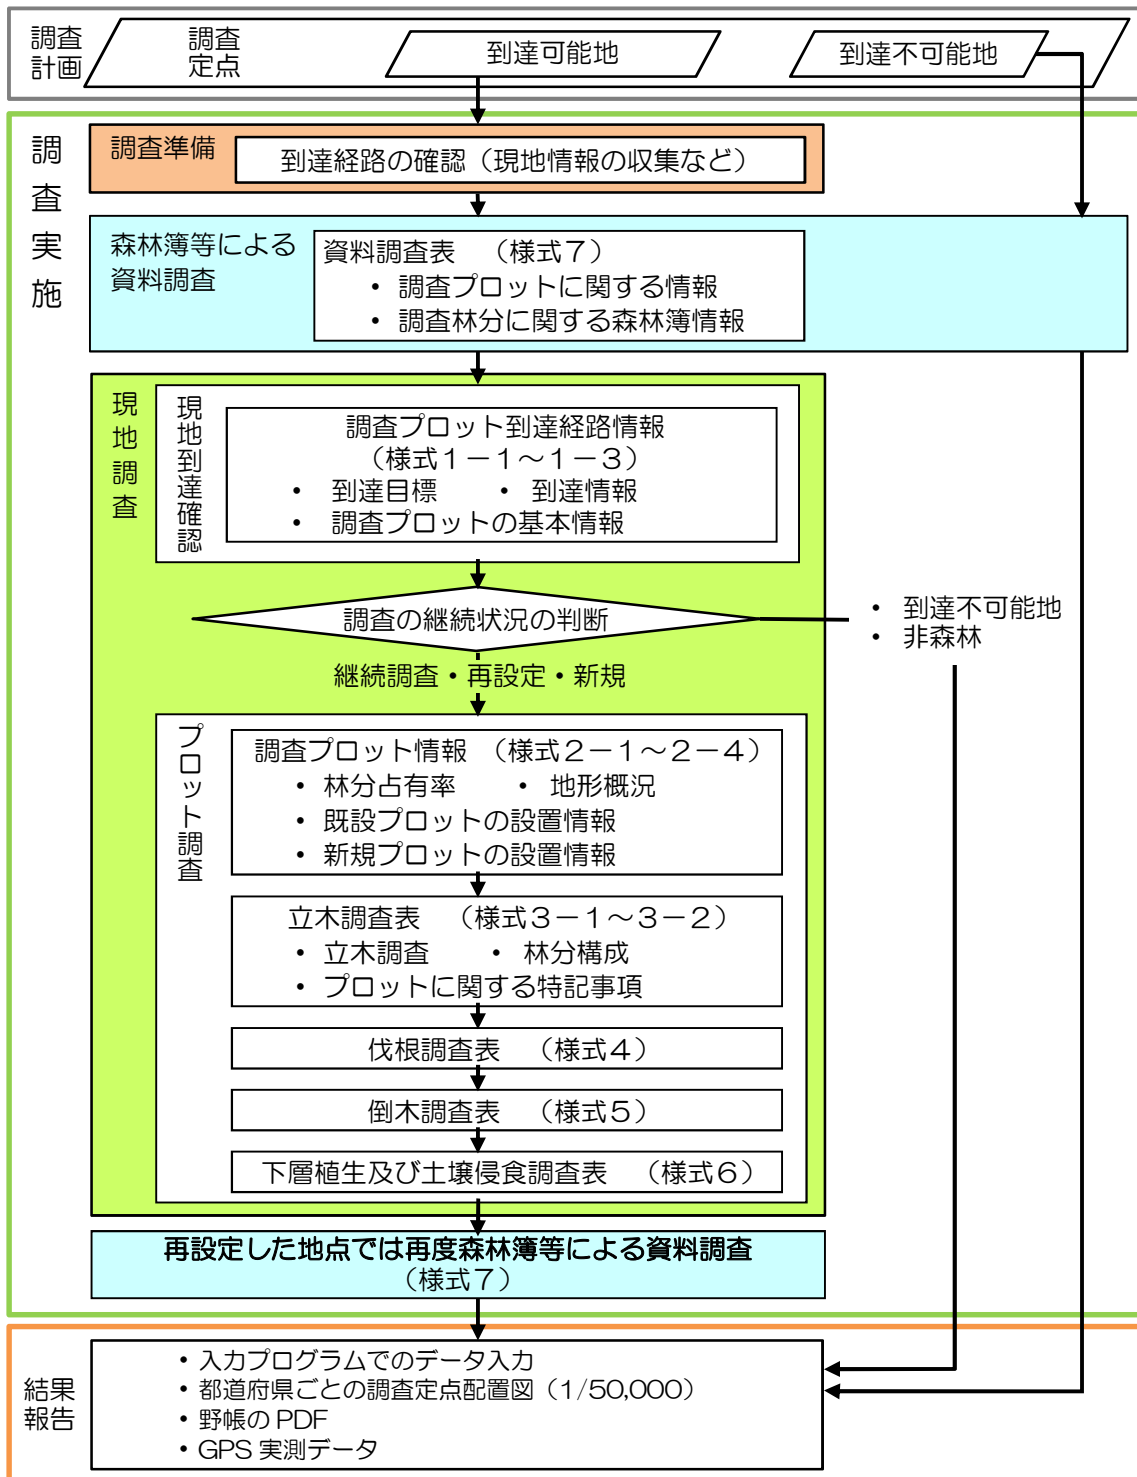 調査
計画
調査
定点
到達可能地
到達不可能地
調査実施
調査準備
到達経路の確認（現地情報の収集など）
森林簿等による
資料調査
資料調査表　（様式７）
・ 調査プロットに関する情報
・ 調査林分に関する森林簿情報
現地調査
現地到達確認
調査プロット到達経路情報
（様式１－１～１－３）
・ 到達目標　・ 到達情報
・ 調査プロットの基本情報
調査の継続状況の判断
・ 到達不可能地
・ 非森林
継続調査・再設定・新規
プロット調査
調査プロット情報　（様式２－１～２－４）
・ 林分占有率　・ 地形概況
・ 既設プロットの設置情報
・ 新規プロットの設置情報
立木調査表　（様式３－１～３－２）
・ 立木調査　・ 林分構成
・ プロットに関する特記事項
伐根調査表　（様式４）
倒木調査表　（様式５）
下層植生及び土壌侵食調査表　（様式６）
再設定した地点では再度森林簿等による資料調査
（様式７）
結果
報告
・ 入力プログラムでのデータ入力
・ 都道府県ごとの調査定点配置図（1/50,000）
・ 野帳の PDF
・ GPS 実測データ